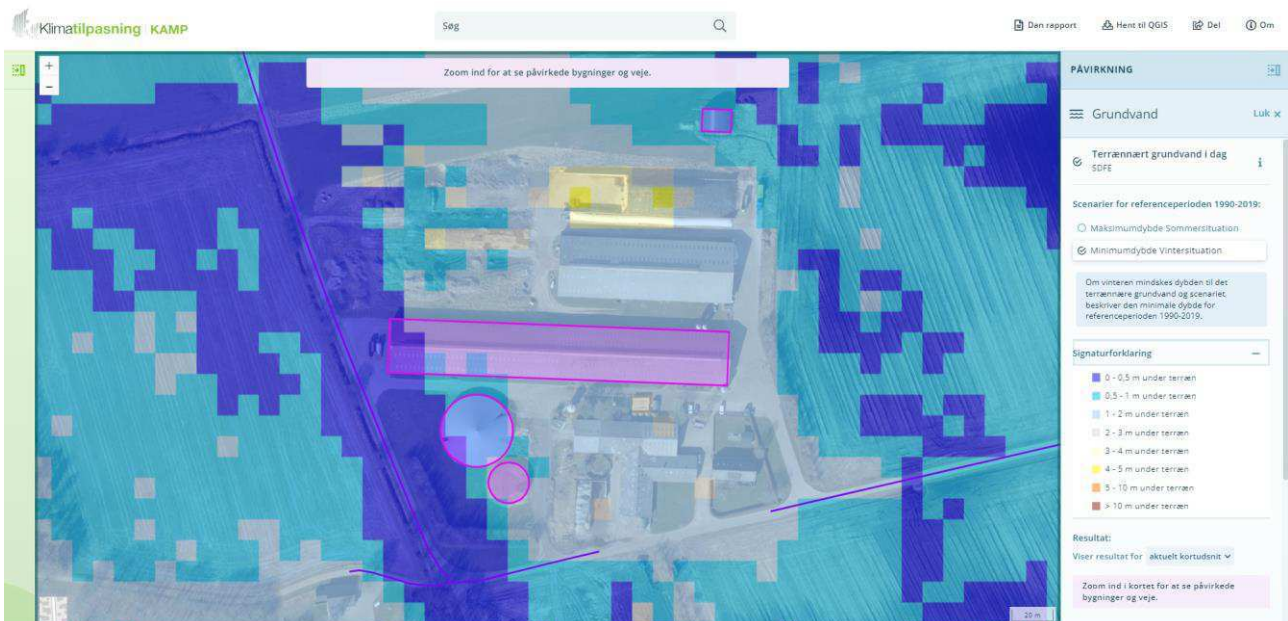 Klimatilpasning KAMP
Søg
Dan rapport
Hent til QGIS
Del
Om
+
−
Zoom ind for at se påvirkede bygninger og veje.
PÅVIRKNING
Grundvand
Luk x
Terrænnært grundvand i dag
SDFE
i
Scenarier for referenceperioden 1990-2019:
Maksimumdybde Sommersituation
Minimumdybde Vintersituation
Om vinteren mindskes dybden til det
terrænnære grundvand og scenariet
beskriver den minimale dybde for
referenceperioden 1990-2019.
Signaturforklaring
−
0 - 0,5 m under terræn
0,5 - 1 m under terræn
1 - 2 m under terræn
2 - 3 m under terræn
3 - 4 m under terræn
4 - 5 m under terræn
5 - 10 m under terræn
> 10 m under terræn
Resultat:
Viser resultat for aktuelt kortudsnit
Zoom ind i kortet for at se påvirkede
bygninger og veje.
20 m